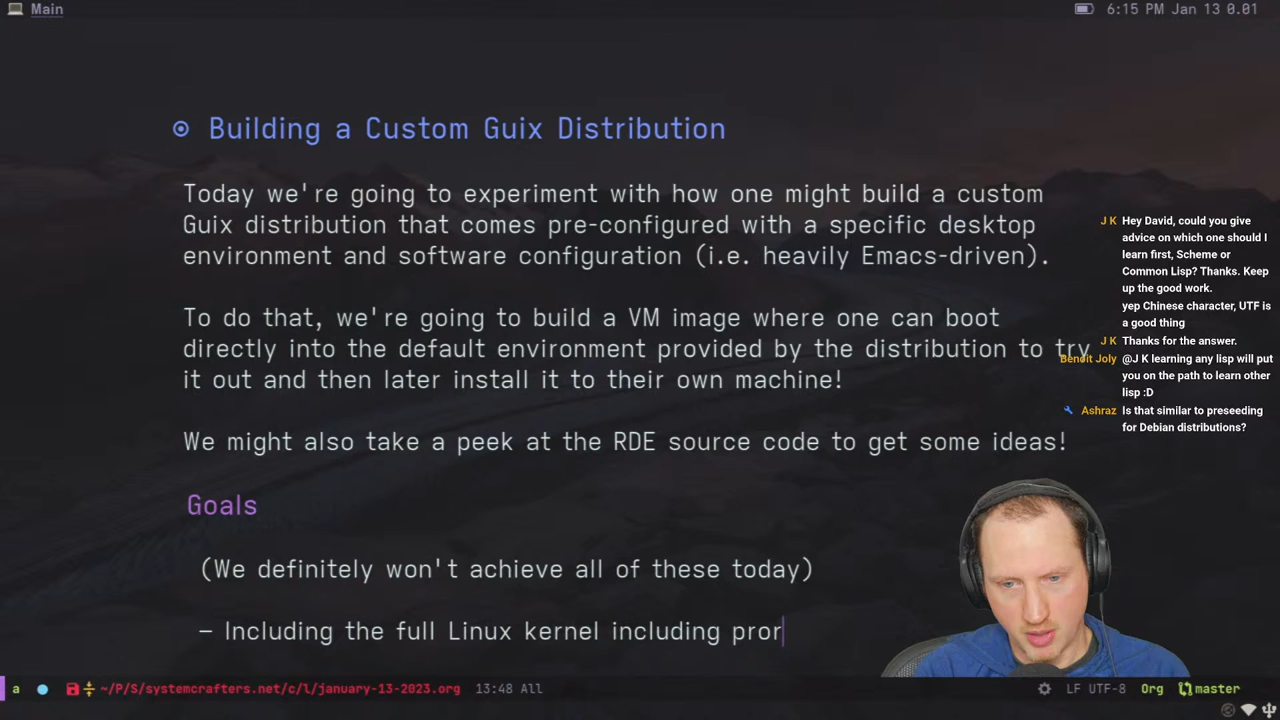 Main
6:15 PM Jan 13 0.01
Building a Custom Guix Distribution
Today we're going to experiment with how one might build a custom
Guix distribution that comes pre-configured with a specific desktop
environment and software configuration (i.e. heavily Emacs-driven).
To do that, we're going to build a VM image where one can boot
directly into the default environment provided by the distribution to try
it out and then later install it to their own machine!
We might also take a peek at the RDE source code to get some ideas!
Goals
(We definitely won't achieve all of these today)
- Including the full Linux kernel including pror
J K Hey David, could you give
advice on which one should I
learn first, Scheme or
Common Lisp? Thanks. Keep
up the good work.
yep Chinese character, UTF is
a good thing
J K Thanks for the answer.
Benoit Joly @J K learning any lisp will put
you on the path to learn other
lisp :D
Ashraz Is that similar to preseeding
for Debian distributions?
a ~/P/S/systemcrafters.net/c/l/january-13-2023.org 13:48 All
LF UTF-8 Org master